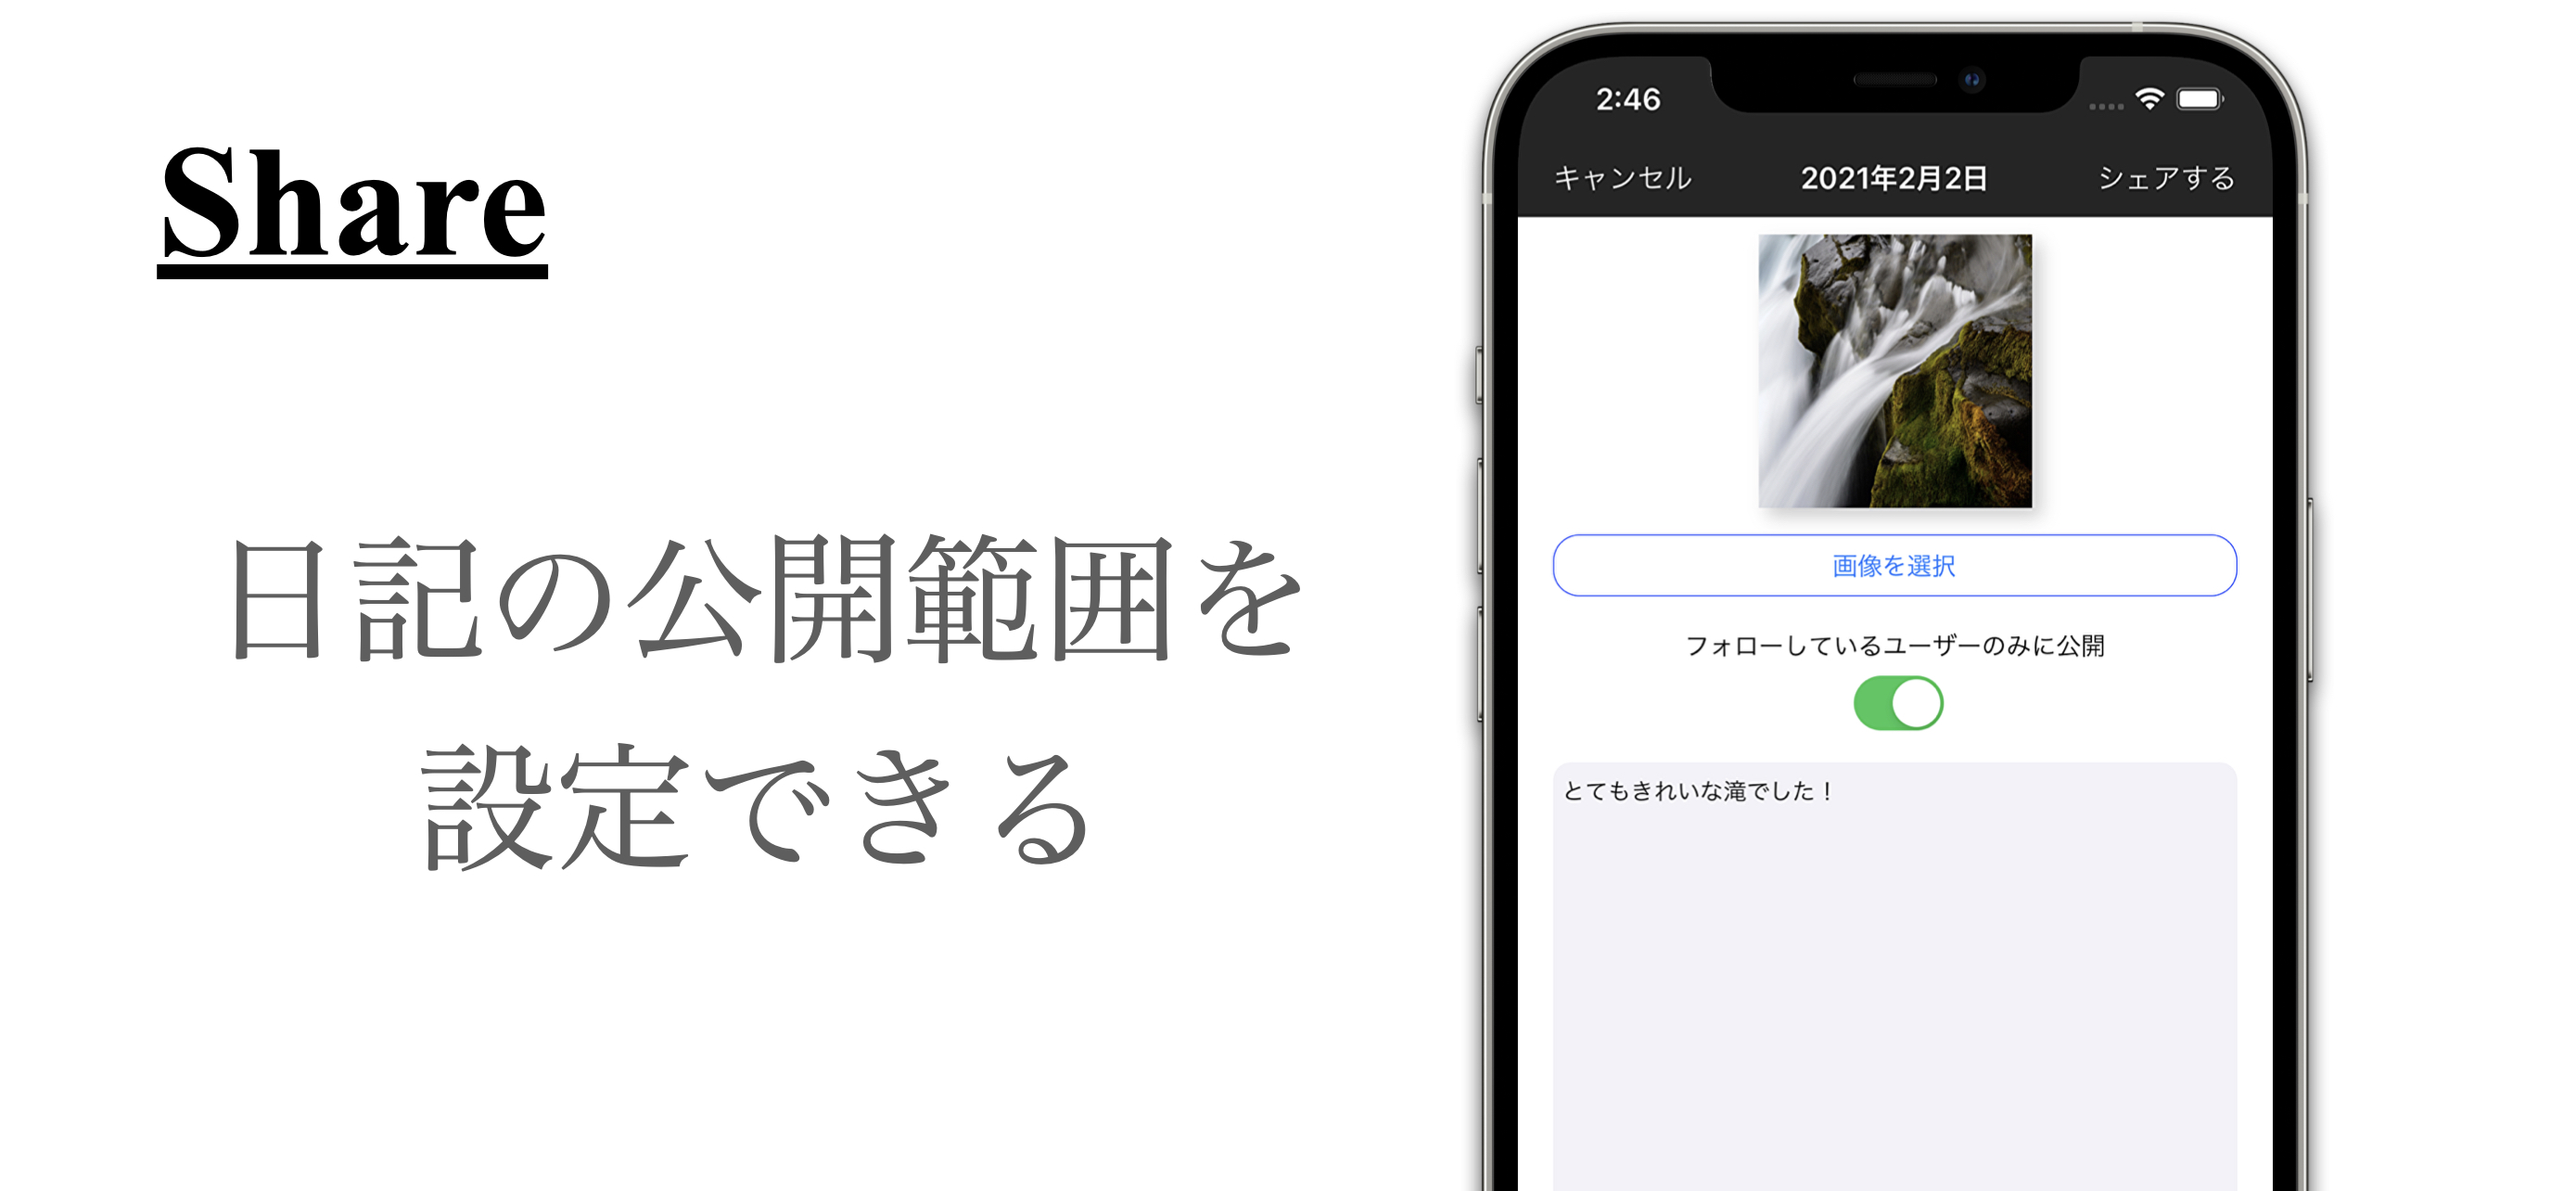 Share
日記の公開範囲を
設定できる
2:46
キャンセル 2021年2月2日 シェアする
画像を選択
フォローしているユーザーのみに公開
とてもきれいな滝でした！